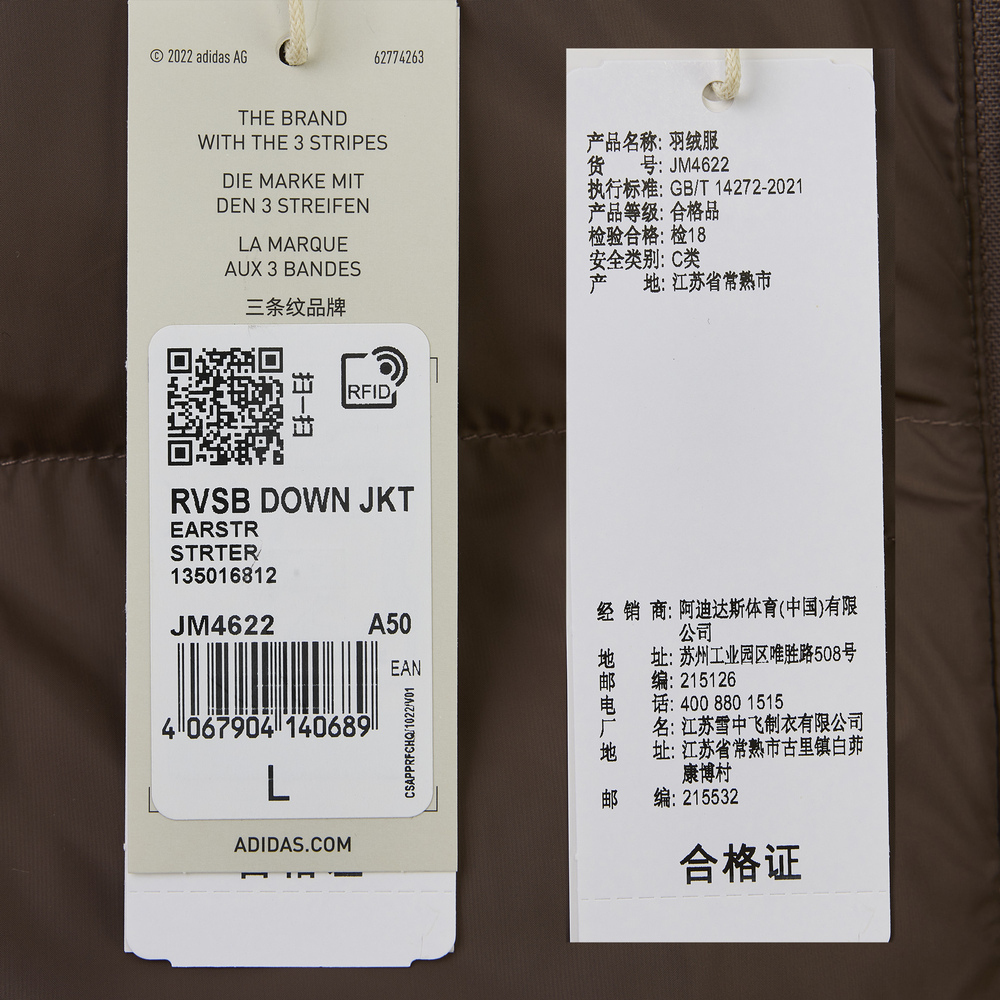 © 2022 adidas AG 62774263
THE BRAND
WITH THE 3 STRIPES
DIE MARKE MIT
DEN 3 STREIFEN
LA MARQUE
AUX 3 BANDES
三条纹品牌
扫一扫
RFID
RVSB DOWN JKT
EARSTR
STRTER
135016812
JM4622 A50
EAN
4 067904 140689
CSAPPRFCHQ/1022/V01
L
ADIDAS.COM
产品名称: 羽绒服
货 号: JM4622
执行标准: GB/T 14272-2021
产品等级: 合格品
检验合格: 检18
安全类别: C类
产 地: 江苏省常熟市
经 销 商: 阿迪达斯体育(中国)有限
公司
地 址: 苏州工业园区唯胜路508号
邮 编: 215126
电 话: 400 880 1515
厂 名: 江苏雪中飞制衣有限公司
地 址: 江苏省常熟市古里镇白茆
康博村
邮 编: 215532
合格证